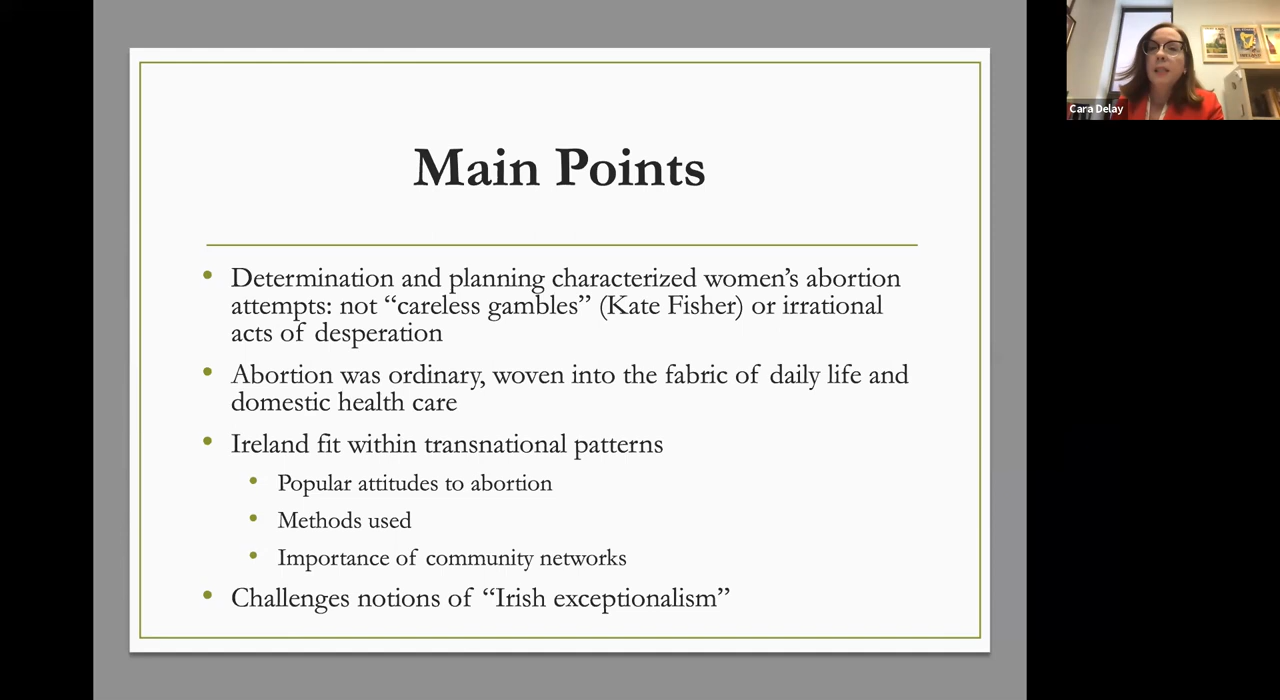 Main Points
• Determination and planning characterized women’s abortion
attempts: not “careless gambles” (Kate Fisher) or irrational
acts of desperation
• Abortion was ordinary, woven into the fabric of daily life and
domestic health care
• Ireland fit within transnational patterns
• Popular attitudes to abortion
• Methods used
• Importance of community networks
• Challenges notions of “Irish exceptionalism”
Cara Delay